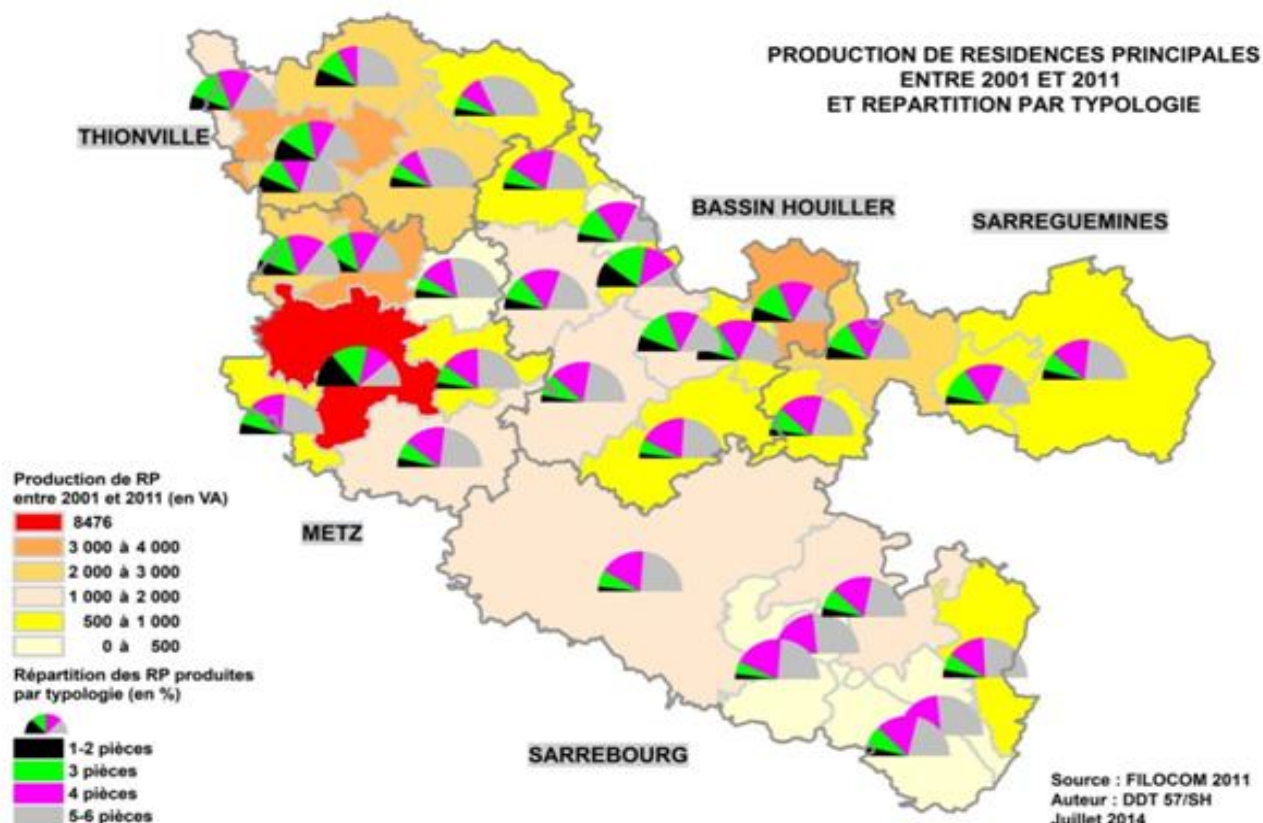 PRODUCTION DE RESIDENCES PRINCIPALES
ENTRE 2001 ET 2011
ET REPARTITION PAR TYPOLOGIE
THIONVILLE
BASSIN HOUILLER
SARREGUEMINES
METZ
SARREBOURG
Production de RP
entre 2001 et 2011 (en VA)
8476
3 000 à 4 000
2 000 à 3 000
1 000 à 2 000
500 à 1 000
0 à 500
Répartition des RP produites
par typologie (en %)
1-2 pièces
3 pièces
4 pièces
5-6 pièces
Source : FILOCOM 2011
Auteur : DDT 57/SH
Juillet 2014